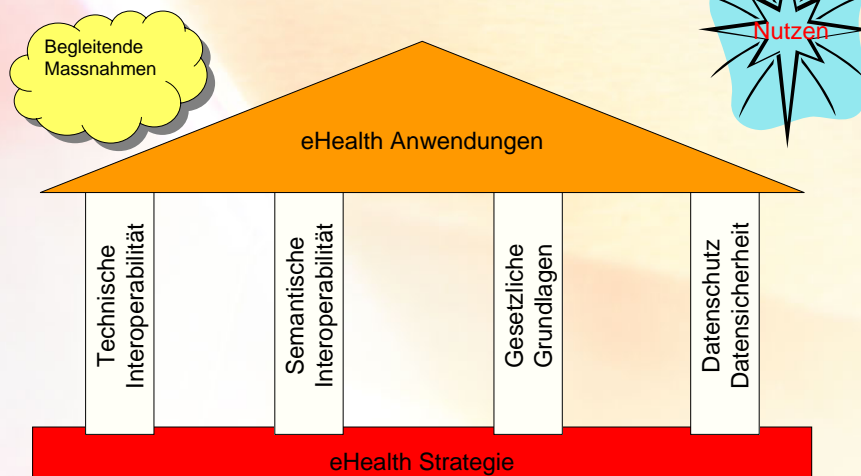 Begleitende
Massnahmen
Nutzen
eHealth Anwendungen
Technische
Interoperabilität
Semantische
Interoperabilität
Gesetzliche
Grundlagen
Datenschutz
Datensicherheit
eHealth Strategie